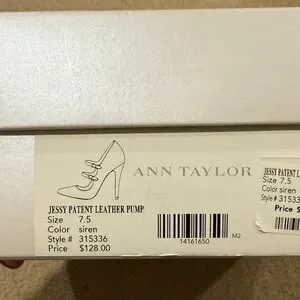 ANN TAYLOR
JESSY PATENT LEATHER PUMP
Size 7.5
Color siren
Style # 315336
Price $128.00
14161650
M2
JESSY PATENT
Size 7.5
Color siren
Style #
Price $